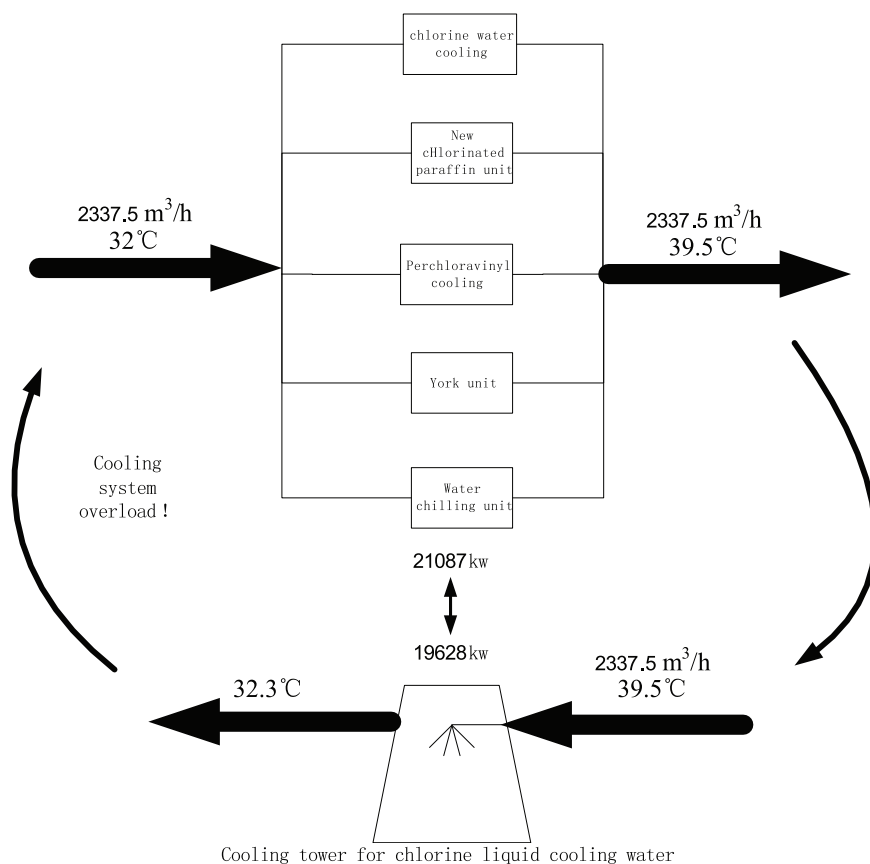 chlorine water
cooling
New
cHlorinated
paraffin unit
2337.5 m³/h
32℃
2337.5 m³/h
39.5℃
Perchloravinyl
cooling
York unit
Cooling
system
overload！
Water
chilling unit
21087kw
19628kw
32.3℃
2337.5 m³/h
39.5℃
Cooling tower for chlorine liquid cooling water